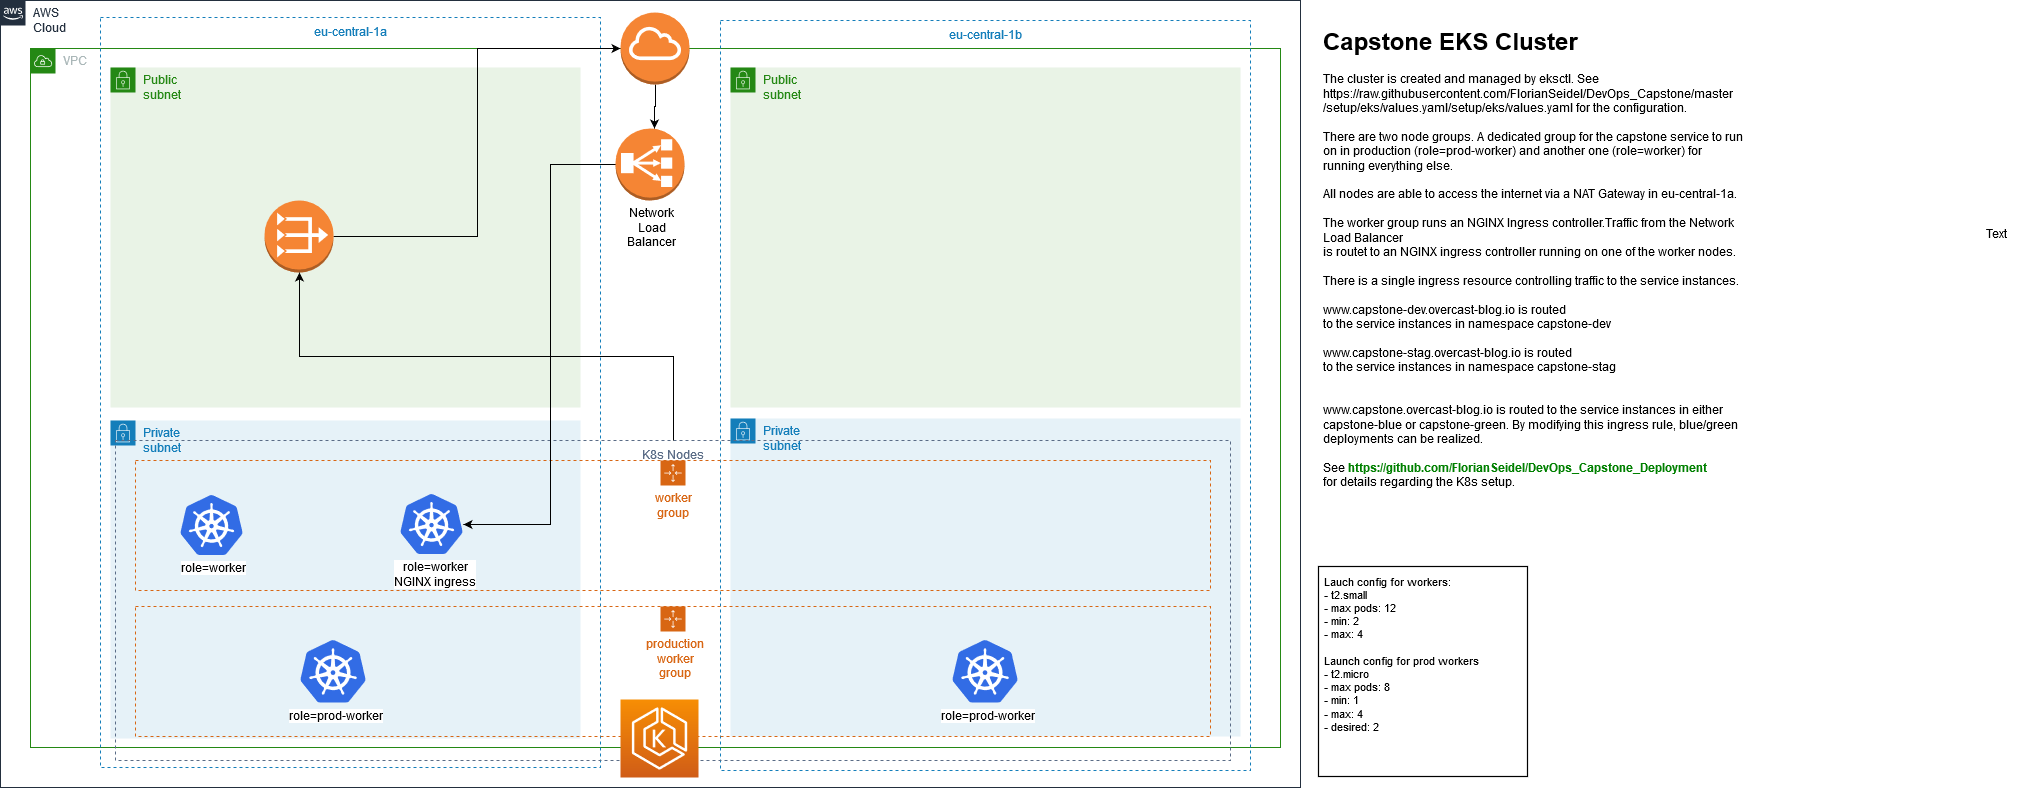 aws
AWS
Cloud
VPC
eu-central-1a
eu-central-1b
Public
subnet
Public
subnet
Network
Load
Balancer
Private
subnet
Private
subnet
K8s Nodes
worker
group
role=worker
role=worker
NGINX ingress
production
worker
group
role=prod-worker
role=prod-worker
K
Capstone EKS Cluster
The cluster is created and managed by eksctl. See
https://raw.githubusercontent.com/FlorianSeidel/DevOps_Capstone/master
/setup/eks/values.yaml/setup/eks/values.yaml for the configuration.
There are two node groups. A dedicated group for the capstone service to run
on in production (role=prod-worker) and another one (role=worker) for
running everything else.
All nodes are able to access the internet via a NAT Gateway in eu-central-1a.
The worker group runs an NGINX Ingress controller.Traffic from the Network
Load Balancer
is routet to an NGINX ingress controller running on one of the worker nodes.
There is a single ingress resource controlling traffic to the service instances.
www.capstone-dev.overcast-blog.io is routed
to the service instances in namespace capstone-dev
www.capstone-stag.overcast-blog.io is routed
to the service instances in namespace capstone-stag
www.capstone.overcast-blog.io is routed to the service instances in either
capstone-blue or capstone-green. By modifying this ingress rule, blue/green
deployments can be realized.
See https://github.com/FlorianSeidel/DevOps_Capstone_Deployment
for details regarding the K8s setup.
Text
Lauch config for workers:
- t2.small
- max pods: 12
- min: 2
- max: 4
Launch config for prod workers
- t2.micro
- max pods: 8
- min: 1
- max: 4
- desired: 2